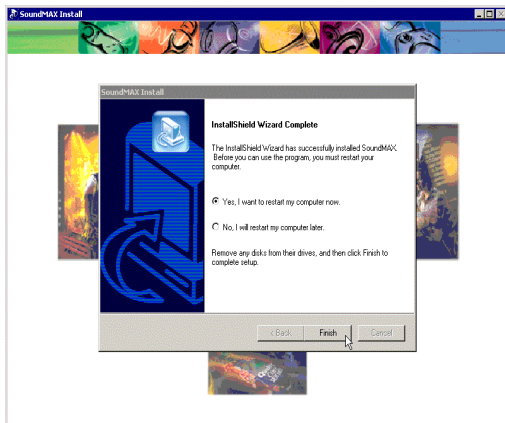 SoundMAX Install
SoundMAX Install
InstallShield Wizard Complete
The InstallShield Wizard has successfully installed SoundMAX.
Before you can use the program, you must restart your
computer.
Yes, I want to restart my computer now.
No, I will restart my computer later.
Remove any disks from their drives, and then click Finish to
complete setup.
< Back
Finish
Cancel